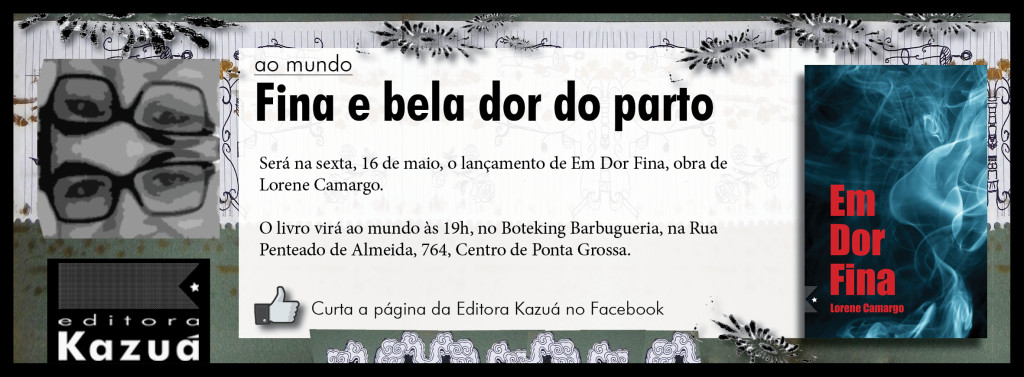 ao mundo
Fina e bela dor do parto
Será na sexta, 16 de maio, o lançamento de Em Dor Fina, obra de
Lorene Camargo.
O livro virá ao mundo às 19h, no Boteking Barbugueria, na Rua
Penteado de Almeida, 764, Centro de Ponta Grossa.
Curta a página da Editora Kazuá no Facebook
editora
Kazuá
Em
Dor
Fina
Lorene Camargo